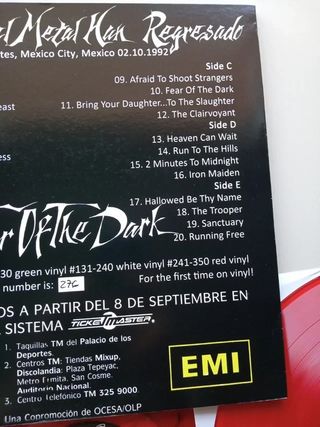 el Metal Han Regresado
tes, Mexico City, Mexico 02.10.1992
Side C
09. Afraid To Shoot Strangers
10. Fear Of The Dark
east
11. Bring Your Daughter...To The Slaughter
12. The Clairvoyant
Side D
13. Heaven Can Wait
14. Run To The Hills
ess
15. 2 Minutes To Midnight
16. Iron Maiden
Side E
17. Hallowed Be Thy Name
18. The Trooper
19. Sanctuary
20. Running Free
r Of The Dark
30 green vinyl #131-240 white vinyl #241-350 red vinyl
number is: 276
For the first time on vinyl!
OS A PARTIR DEL 8 DE SEPTIEMBRE EN
A SISTEMA TICKETMASTER.
1. Taquillas TM del Palacio de los
Deportes.
2. Centros TM: Tiendas Mixup,
Discolandia: Plaza Tepeyac,
Metro Ermita, San Cosme.
Auditorio Nacional.
3. Centro Telefónico TM 325 9000.
EMI
Una Copromoción de OCESA/OLP